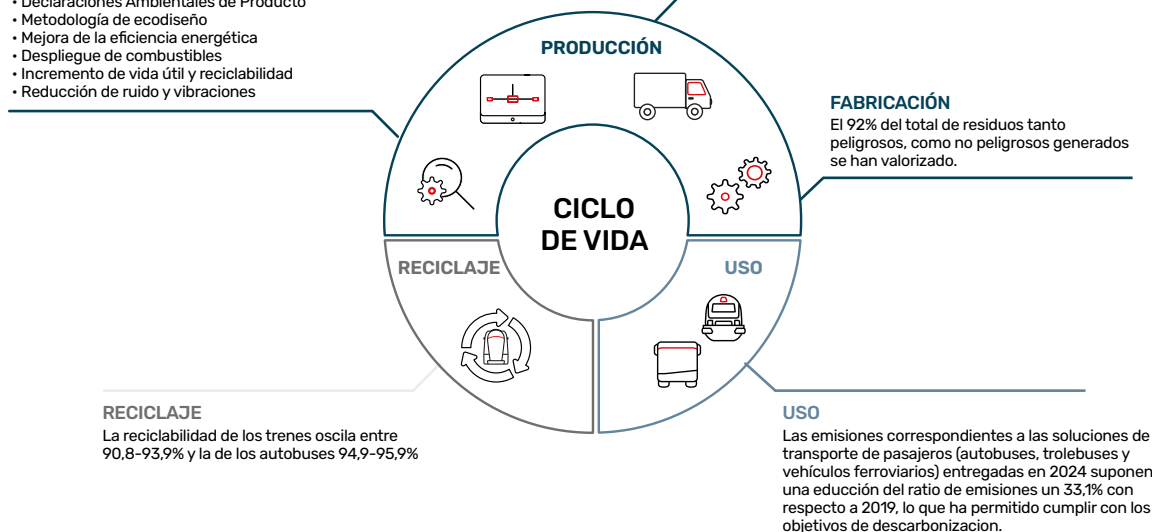 • Declaraciones Ambientales de Producto
• Metodología de ecodiseño
• Mejora de la eficiencia energética
• Despliegue de combustibles
• Incremento de vida útil y reciclabilidad
• Reducción de ruido y vibraciones
PRODUCCIÓN
FABRICACIÓN
El 92% del total de residuos tanto
peligrosos, como no peligrosos generados
se han valorizado.
CICLO
DE VIDA
RECICLAJE
USO
RECICLAJE
La reciclabilidad de los trenes oscila entre
90,8-93,9% y la de los autobuses 94,9-95,9%
USO
Las emisiones correspondientes a las soluciones de
transporte de pasajeros (autobuses, trolebuses y
vehículos ferroviarios) entregadas en 2024 suponen
una educción del ratio de emisiones un 33,1% con
respecto a 2019, lo que ha permitido cumplir con los
objetivos de descarbonizacion.